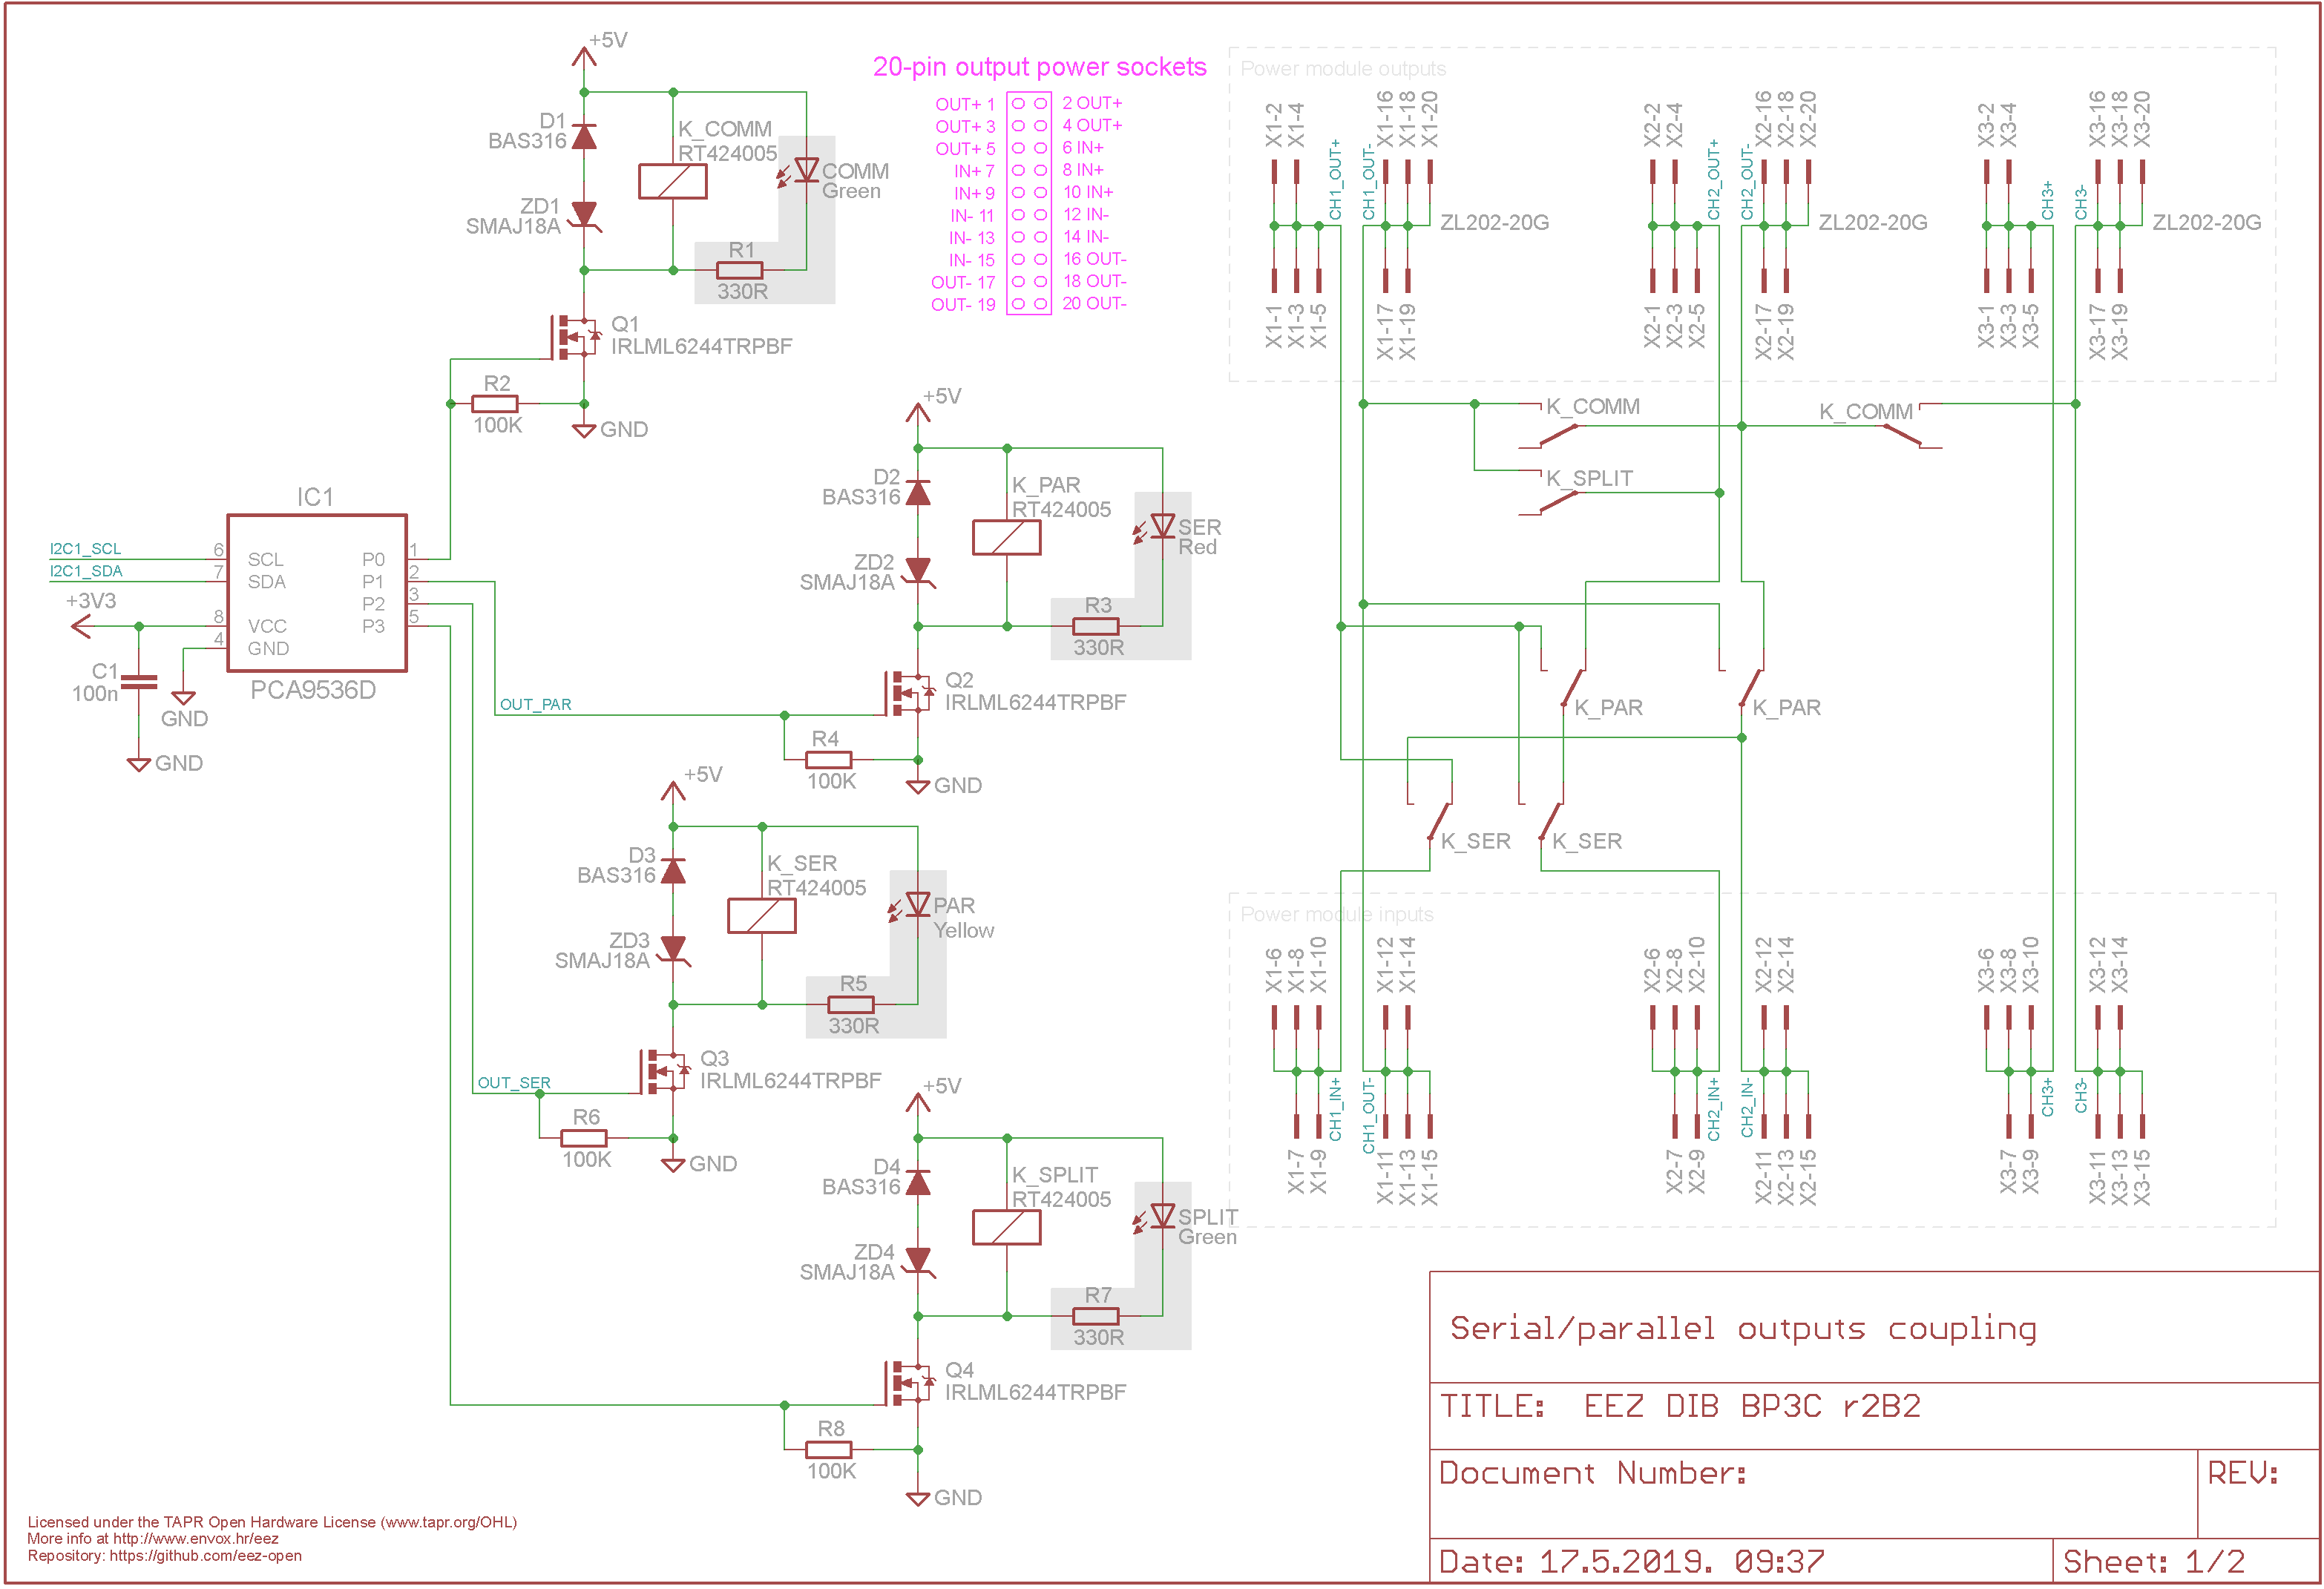 +5V
D1
BAS316
K_COMM
RT424005
COMM
Green
ZD1
SMAJ18A
R1
330R
Q1
IRLML6244TRPBF
R2
100K
GND
20-pin output power sockets
OUT+ 1 2 OUT+
OUT+ 3 4 OUT+
OUT+ 5 6 IN+
IN+ 7 8 IN+
IN+ 9 10 IN+
IN- 11 12 IN-
IN- 13 14 IN-
IN- 15 16 OUT-
OUT- 17 18 OUT-
OUT- 19 20 OUT-
IC1
I2C1_SCL
I2C1_SDA
+3V3
6 SCL P0 1
7 SDA P1 2
P2 3
8 VCC P3 5
4 GND
PCA9536D
C1
100n
GND
GND
+5V
D2
BAS316
K_PAR
RT424005
SER
Red
ZD2
SMAJ18A
R3
330R
OUT_PAR
Q2
IRLML6244TRPBF
R4
100K
GND
+5V
D3
BAS316
K_SER
RT424005
PAR
Yellow
ZD3
SMAJ18A
R5
330R
OUT_SER
Q3
IRLML6244TRPBF
R6
100K
GND
+5V
D4
BAS316
K_SPLIT
RT424005
SPLIT
Green
ZD4
SMAJ18A
R7
330R
Q4
IRLML6244TRPBF
R8
100K
GND
Power module outputs
X1-2
X1-4
CH1_OUT+
CH1_OUT-
X1-16
X1-18
X1-20
ZL202-20G
X1-1
X1-3
X1-5
X1-17
X1-19
X2-2
X2-4
CH2_OUT+
CH2_OUT-
X2-16
X2-18
X2-20
ZL202-20G
X2-1
X2-3
X2-5
X2-17
X2-19
X3-2
X3-4
CH3+
CH3-
X3-16
X3-18
X3-20
ZL202-20G
X3-1
X3-3
X3-5
X3-17
X3-19
K_COMM
K_COMM
K_SPLIT
K_PAR
K_PAR
K_SER
K_SER
Power module inputs
X1-6
X1-8
X1-10
X1-12
X1-14
CH1_IN+
CH1_OUT-
X1-7
X1-9
X1-11
X1-13
X1-15
X2-6
X2-8
X2-10
X2-12
X2-14
CH2_IN+
CH2_IN-
X2-7
X2-9
X2-11
X2-13
X2-15
X3-6
X3-8
X3-10
X3-12
X3-14
CH3+
CH3-
X3-7
X3-9
X3-11
X3-13
X3-15
Serial/parallel outputs coupling
TITLE: EEZ DIB BP3C r2B2
Document Number:
REV:
Date: 17.5.2019. 09:37
Sheet: 1/2
Licensed under the TAPR Open Hardware License (www.tapr.org/OHL)
More info at http://www.envox.hr/eez
Repository: https://github.com/eez-open